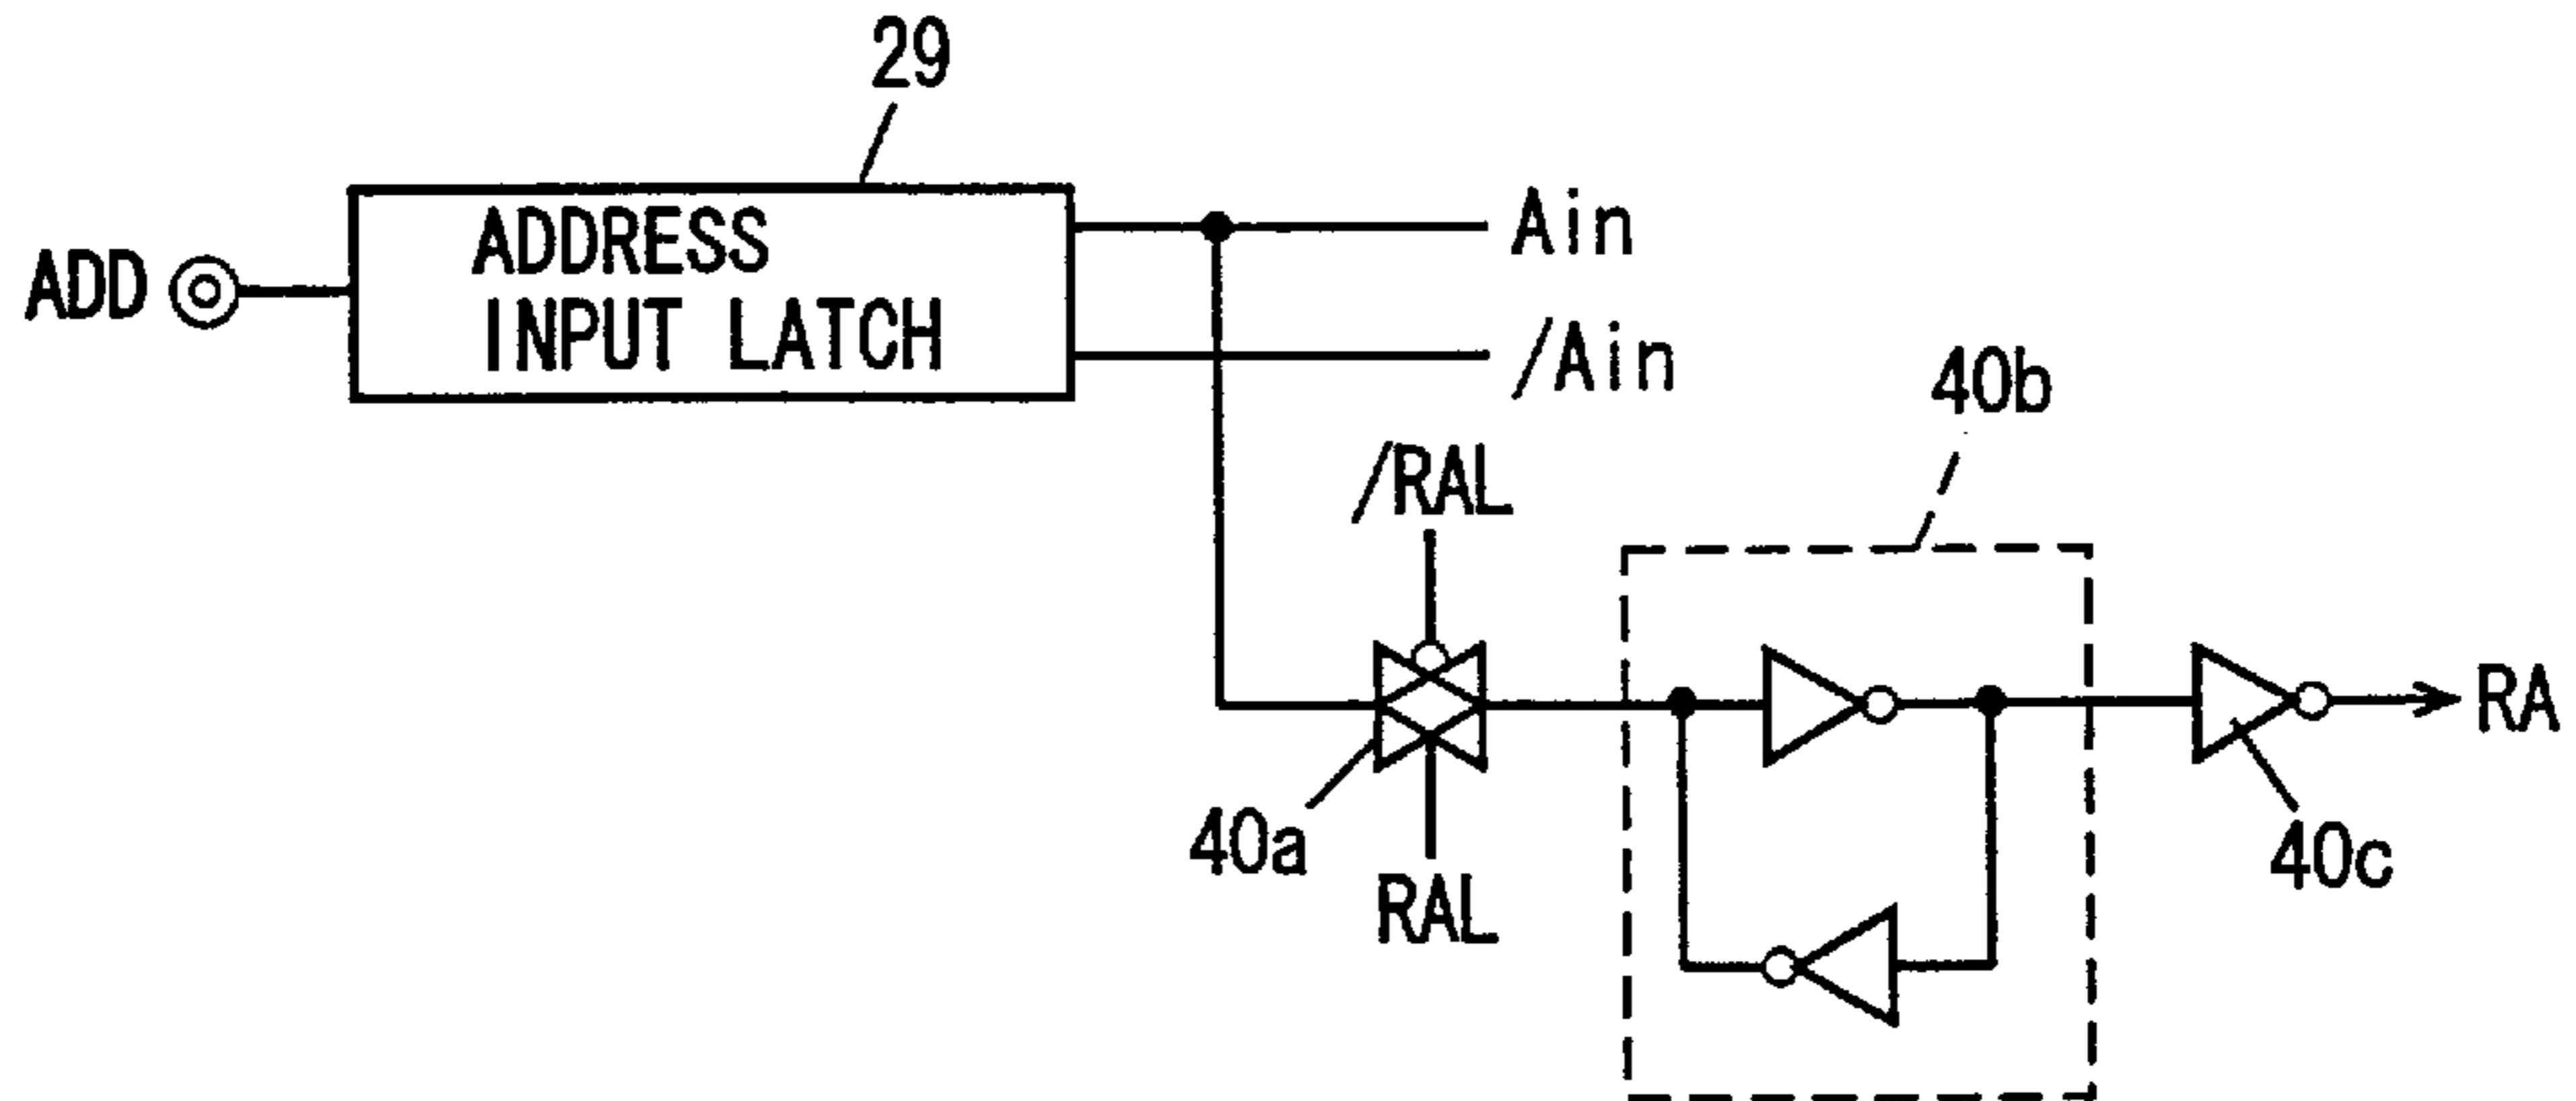 29
ADD
ADDRESS
INPUT LATCH
Ain
/Ain
40b
/RAL
RA
40a
RAL
40c